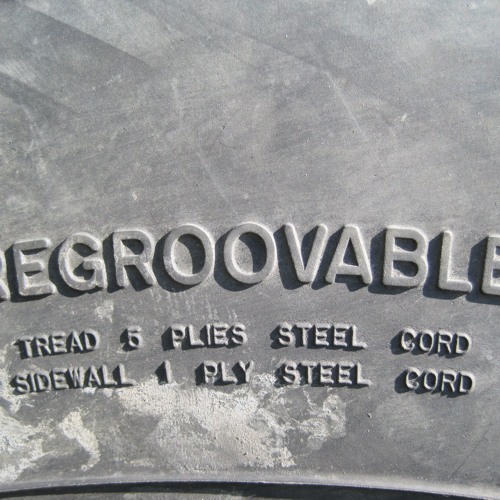 REGROOVABLE
TREAD 5 PLIES STEEL CORD
SIDEWALL 1 PLY STEEL CORD